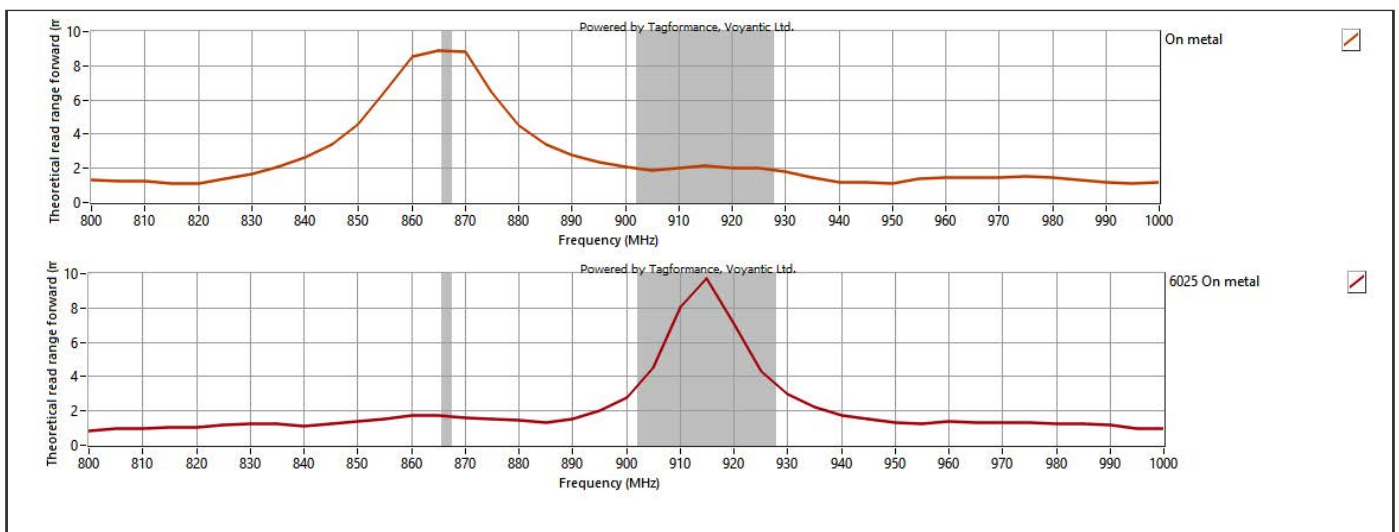 Powered by Tagformance, Voyantic Ltd.
On metal
Theoretical read range forward (m
10
8
6
4
2
0
800 810 820 830 840 850 860 870 880 890 900 910 920 930 940 950 960 970 980 990 1000
Frequency (MHz)
Powered by Tagformance, Voyantic Ltd.
6025 On metal
Theoretical read range forward (m
10
8
6
4
2
0
800 810 820 830 840 850 860 870 880 890 900 910 920 930 940 950 960 970 980 990 1000
Frequency (MHz)